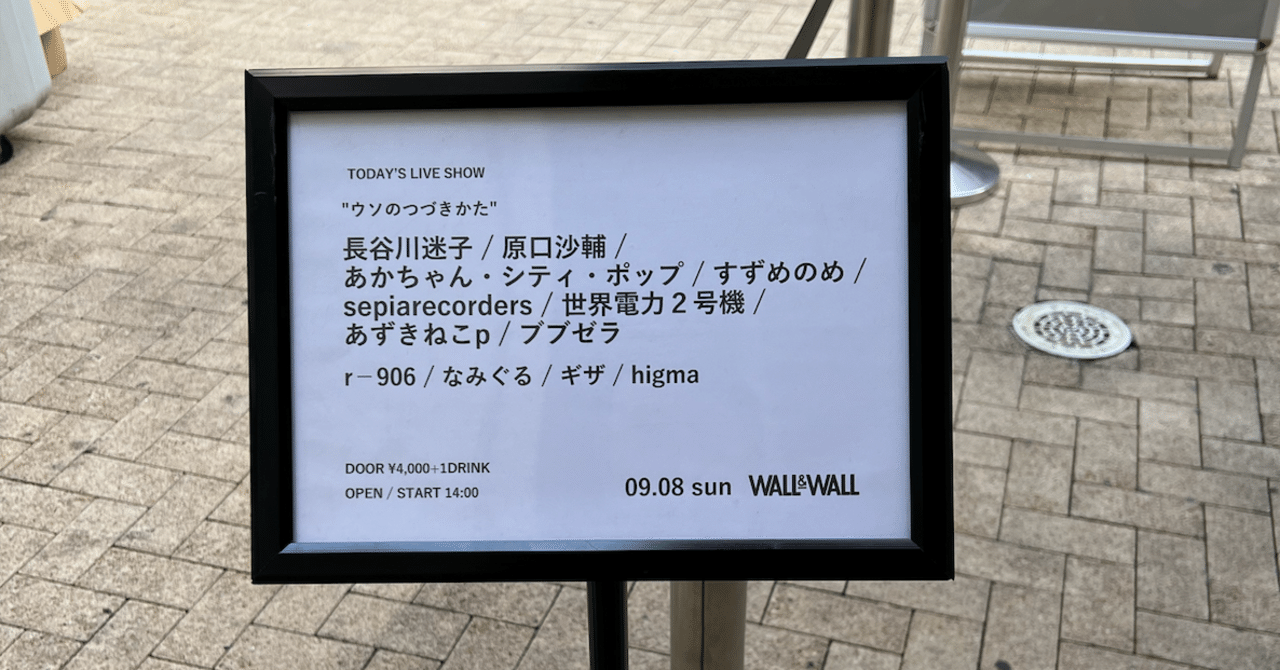 TODAY'S LIVE SHOW
"ウソのつづきかた"
長谷川迷子 / 原口沙輔 /
あかちゃん・シティ・ポップ / すずめのめ /
sepiarecorders / 世界電力２号機 /
あずきねこp / ブブゼラ
r－906 / なみぐる / ギザ / higma
DOOR ¥4,000+1DRINK
OPEN / START 14:00
09.08 sun WALL&WALL